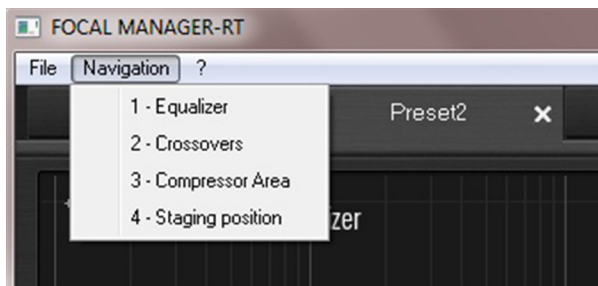 FOCAL MANAGER-RT
File Navigation ?
1 - Equalizer
Preset2 ×
2 - Crossovers
3 - Compressor Area
4 - Staging position
zer